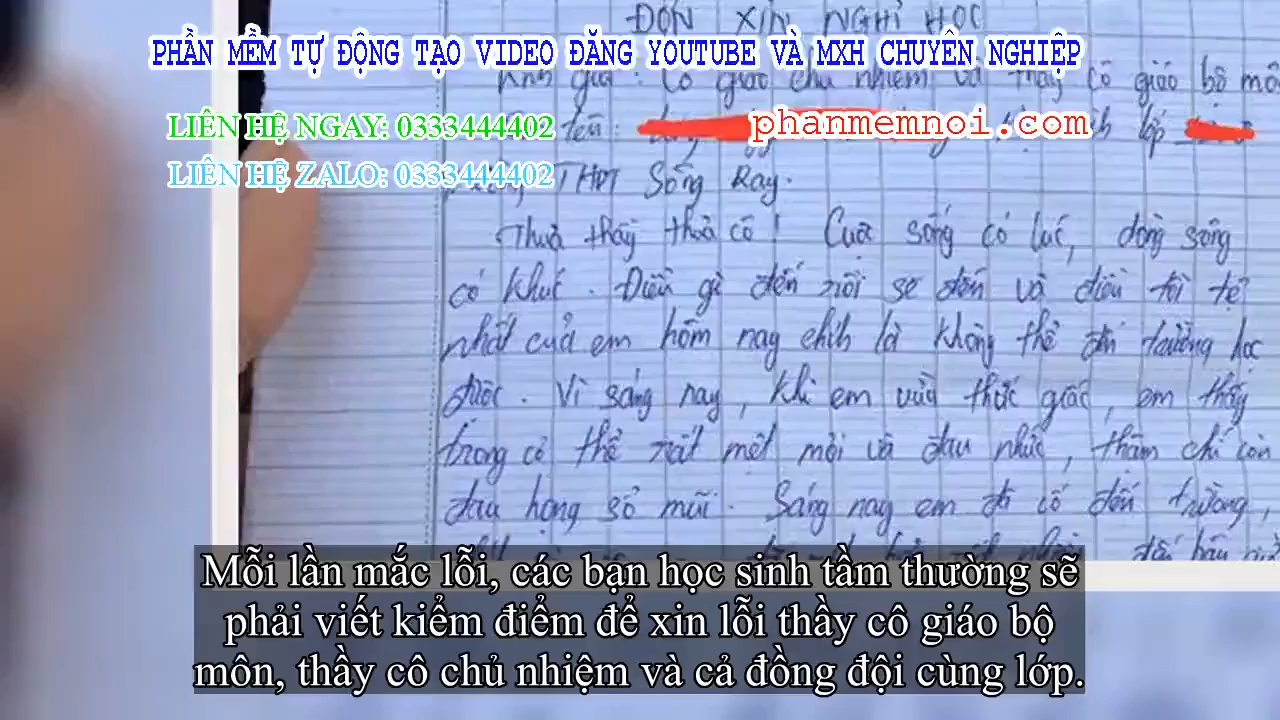 ĐƠN XIN NGHỈ HỌC
PHẦN MỀM TỰ ĐỘNG TẠO VIDEO ĐĂNG YOUTUBE VÀ MXH CHUYÊN NGHIỆP
Kính gửi : Cô giáo chủ nhiệm và thầy cô giáo bộ mô
LIÊN HỆ NGAY: 0333444402 tên : phanmemnoi.com lớp
LIÊN HỆ ZALO: 0333444402 THPT Sông Ray.
Thưa thầy thưa cô ! Cuộc sống có lúc, dòng sông
có khúc . Điều gì đến rồi sẽ đến và điều tồi tệ
nhất của em hôm nay chính là không thể đến trường học
được . Vì sáng nay , khi em vừa thức giấc , em thấy
trong cơ thể rất mệt mỏi và đau nhức , thậm chí còn
đau họng sổ mũi . Sáng nay em đã cố đến trường ,
Mỗi lần mắc lỗi, các bạn học sinh tầm thường sẽ
phải viết kiểm điểm để xin lỗi thầy cô giáo bộ
môn, thầy cô chủ nhiệm và cả đồng đội cùng lớp.